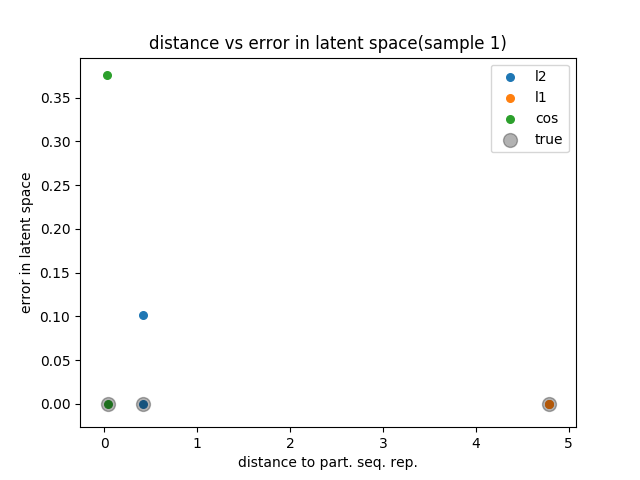 distance vs error in latent space(sample 1)
l2
l1
cos
true
error in latent space
0.35
0.30
0.25
0.20
0.15
0.10
0.05
0.00
0 1 2 3 4 5
distance to part. seq. rep.